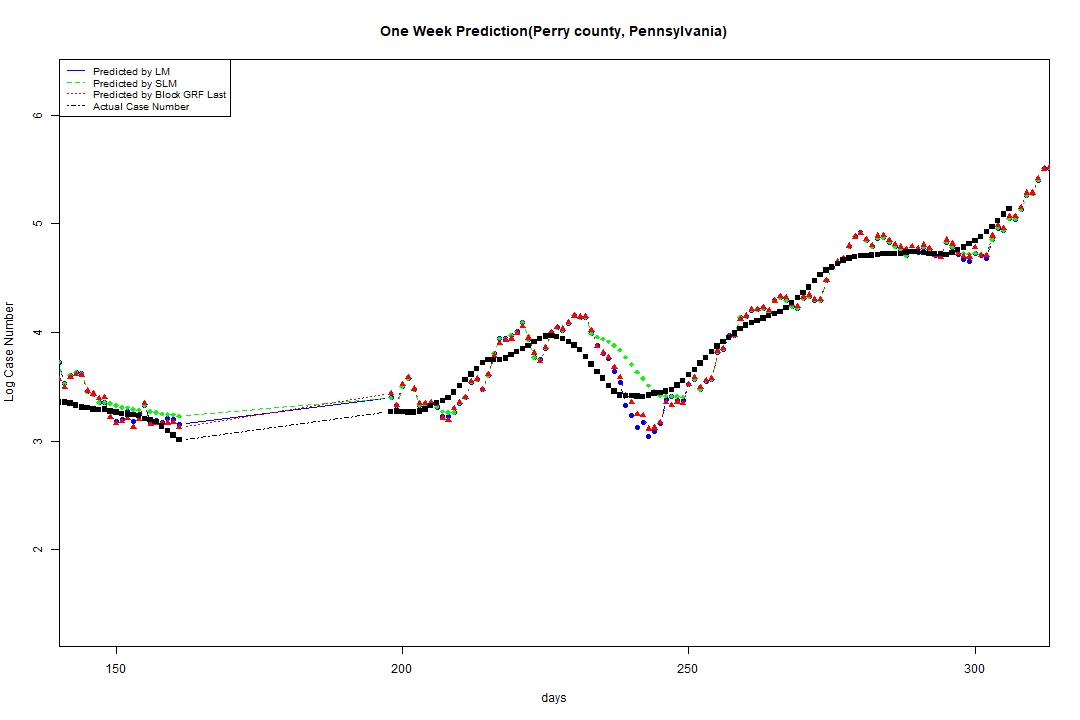 One Week Prediction(Perry county, Pennsylvania)
Predicted by LM
Predicted by SLM
Predicted by Block GRF Last
Actual Case Number
6
5
4
3
2
Log Case Number
150 200 250 300
days